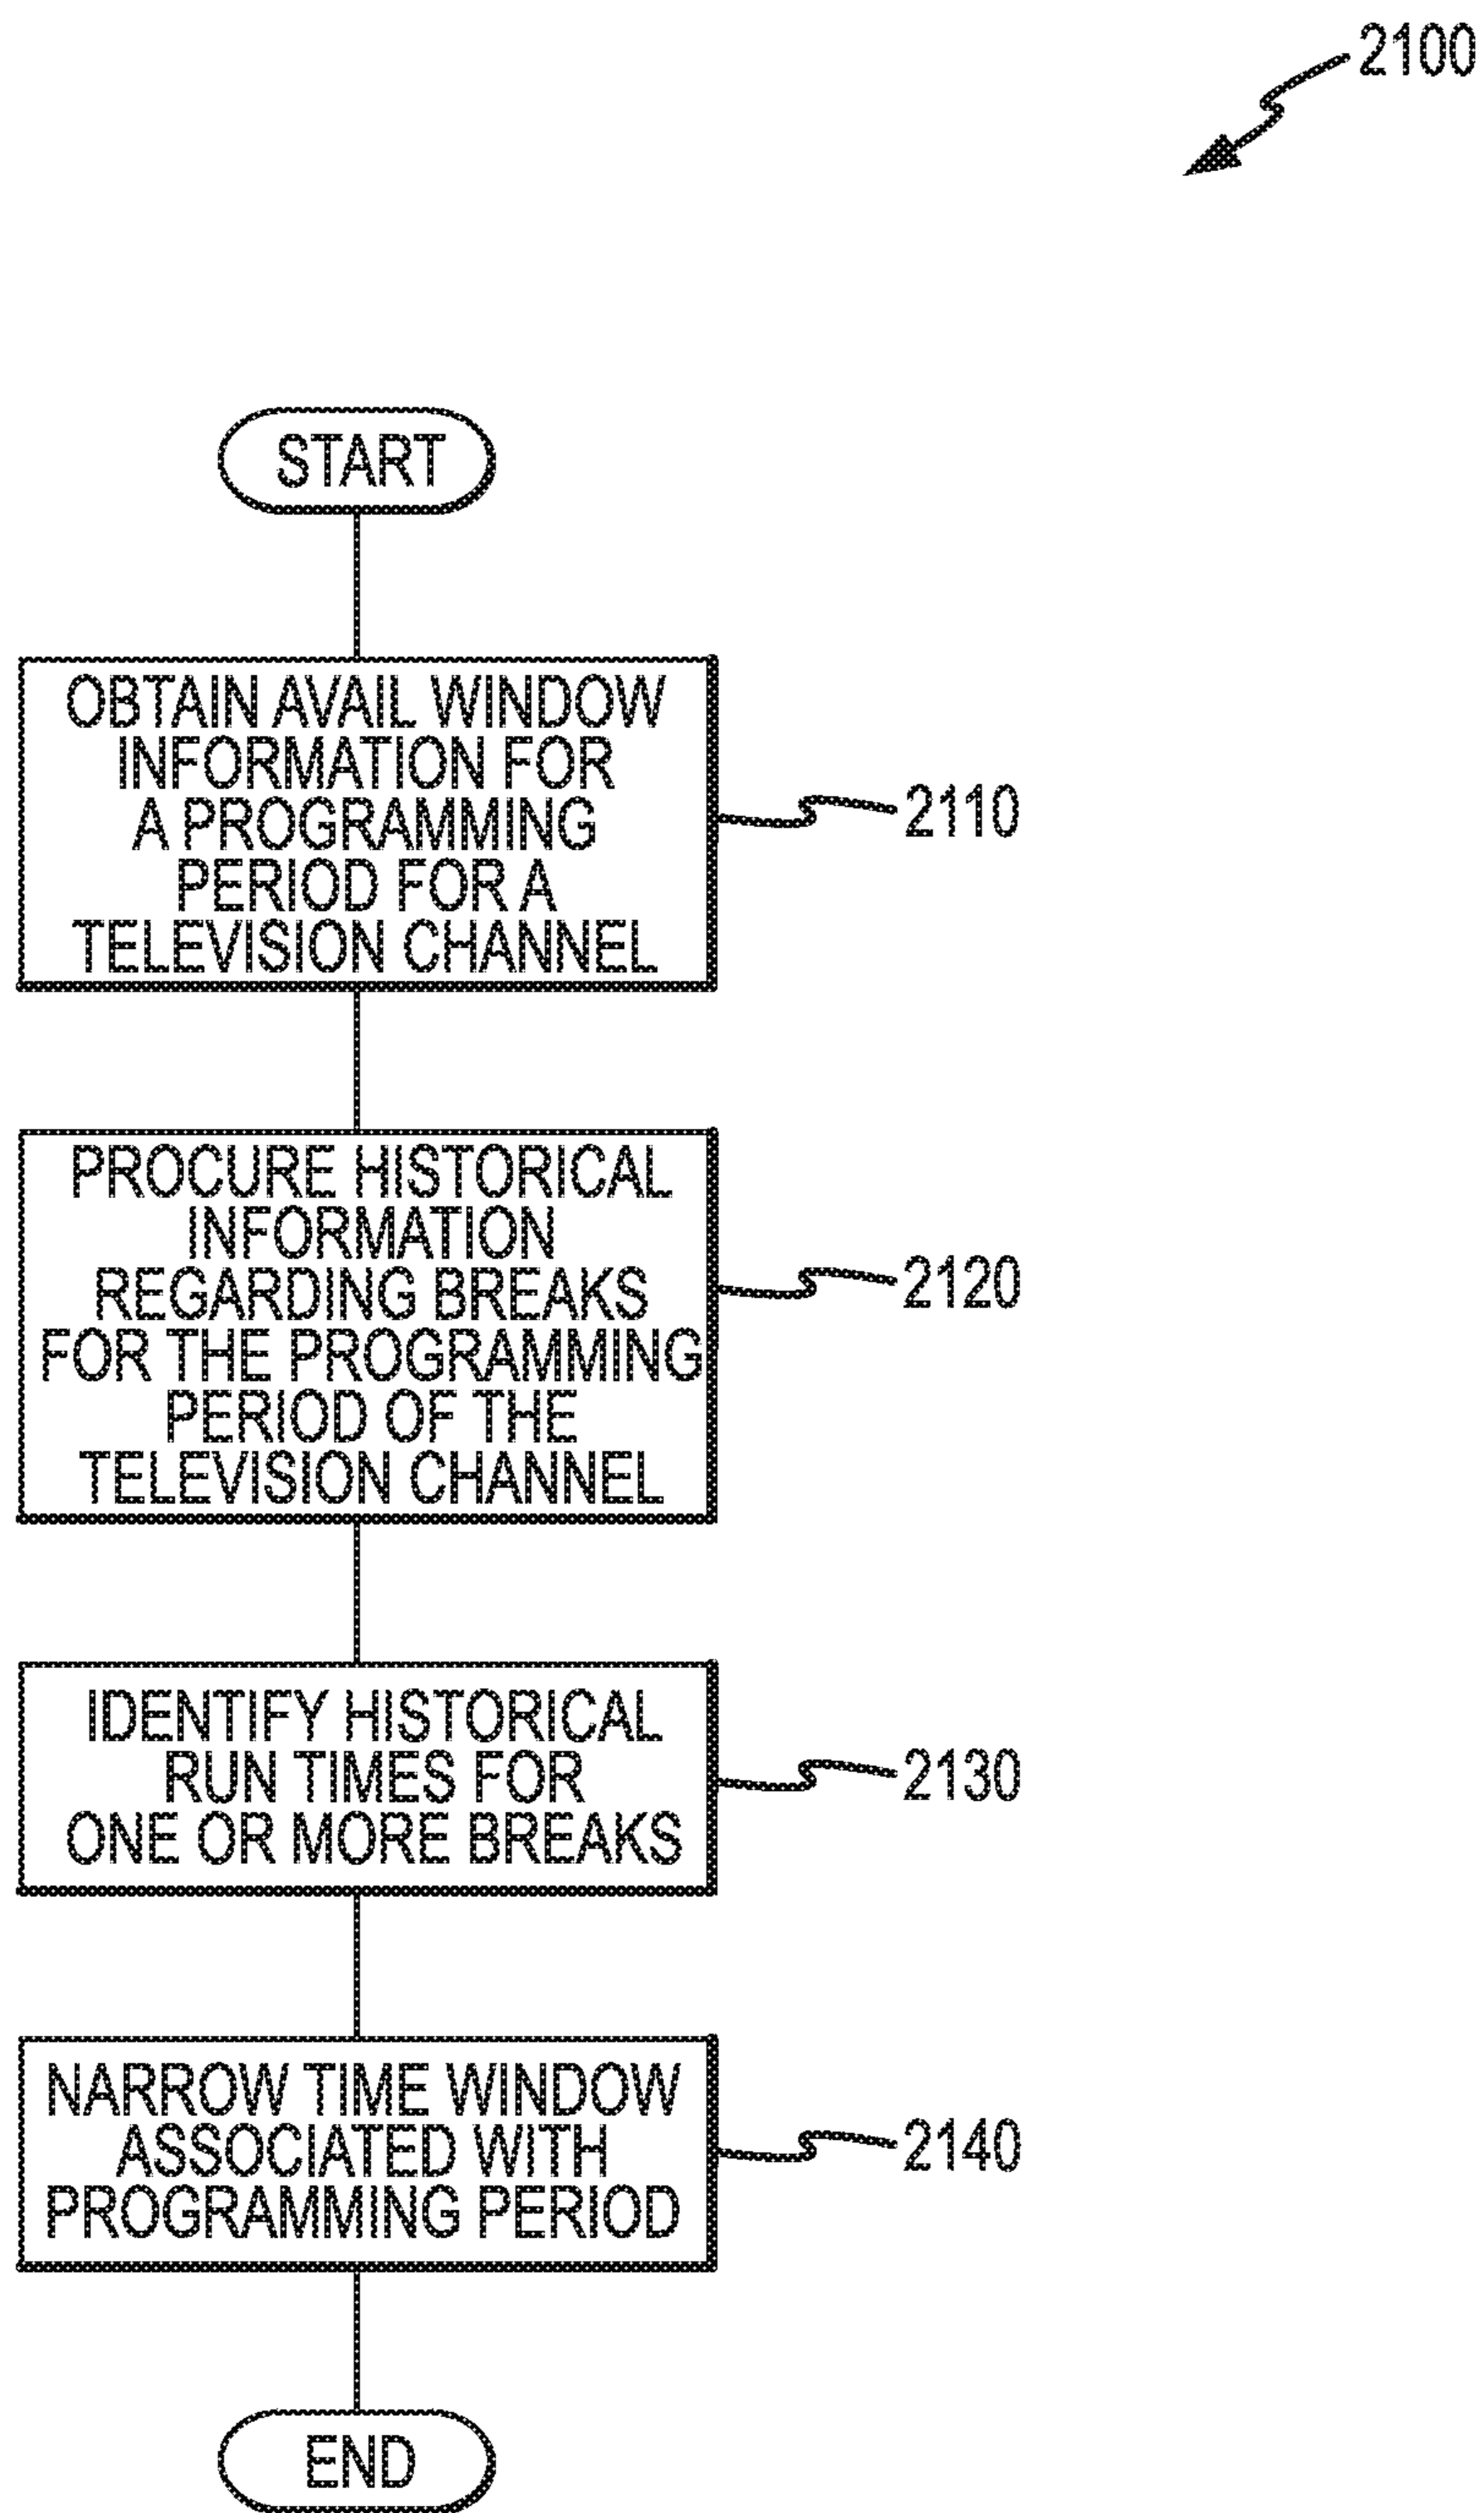 2100
START
OBTAIN AVAIL WINDOW
INFORMATION FOR
A PROGRAMMING
PERIOD FOR A
TELEVISION CHANNEL
2110
PROCURE HISTORICAL
INFORMATION
REGARDING BREAKS
FOR THE PROGRAMMING
PERIOD OF THE
TELEVISION CHANNEL
2120
IDENTIFY HISTORICAL
RUN TIMES FOR
ONE OR MORE BREAKS
2130
NARROW TIME WINDOW
ASSOCIATED WITH
PROGRAMMING PERIOD
2140
END